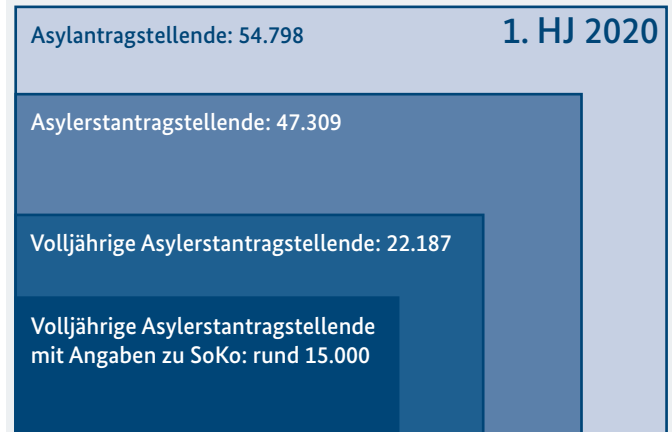 Asylantragstellende: 54.798
1. HJ 2020
Asylerstantragstellende: 47.309
Volljährige Asylerstantragstellende: 22.187
Volljährige Asylerstantragstellende
mit Angaben zu SoKo: rund 15.000